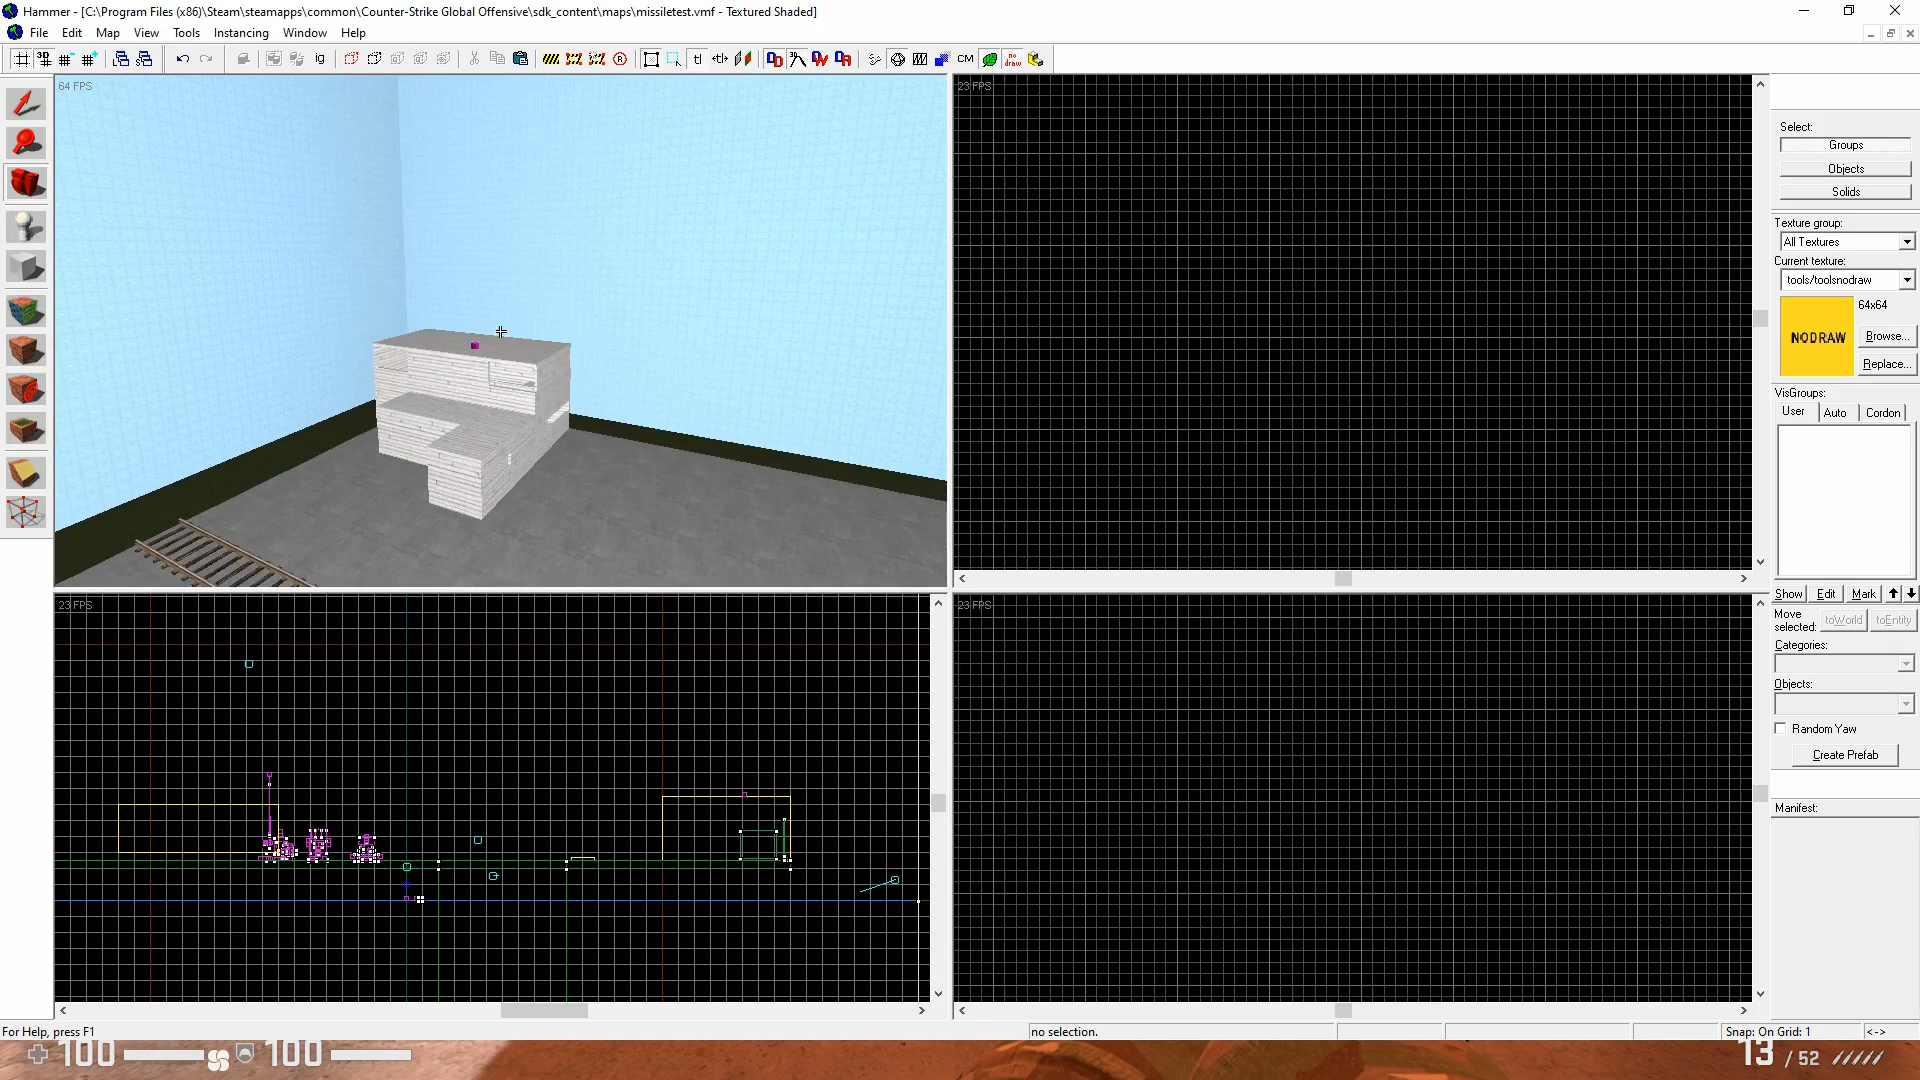 Hammer - [C:\Program Files (x86)\Steam\steamapps\common\Counter-Strike Global Offensive\sdk_content\maps\missiletest.vmf - Textured Shaded]
File Edit Map View Tools Instancing Window Help
ig
tl
CM
no draw
64 FPS
23 FPS
Select:
Groups
Objects
Solids
Texture group:
All Textures
Current texture:
tools/toolsnodraw
64x64
NODRAW
Browse...
Replace...
VisGroups:
User Auto Cordon
23 FPS
23 FPS
Show Edit Mark
Move selected: toWorld toEntity
Categories:
Objects:
Random Yaw
Create Prefab
Manifest:
For Help, press F1
no selection.
Snap: On Grid: 1
<->
100 100
13 / 52